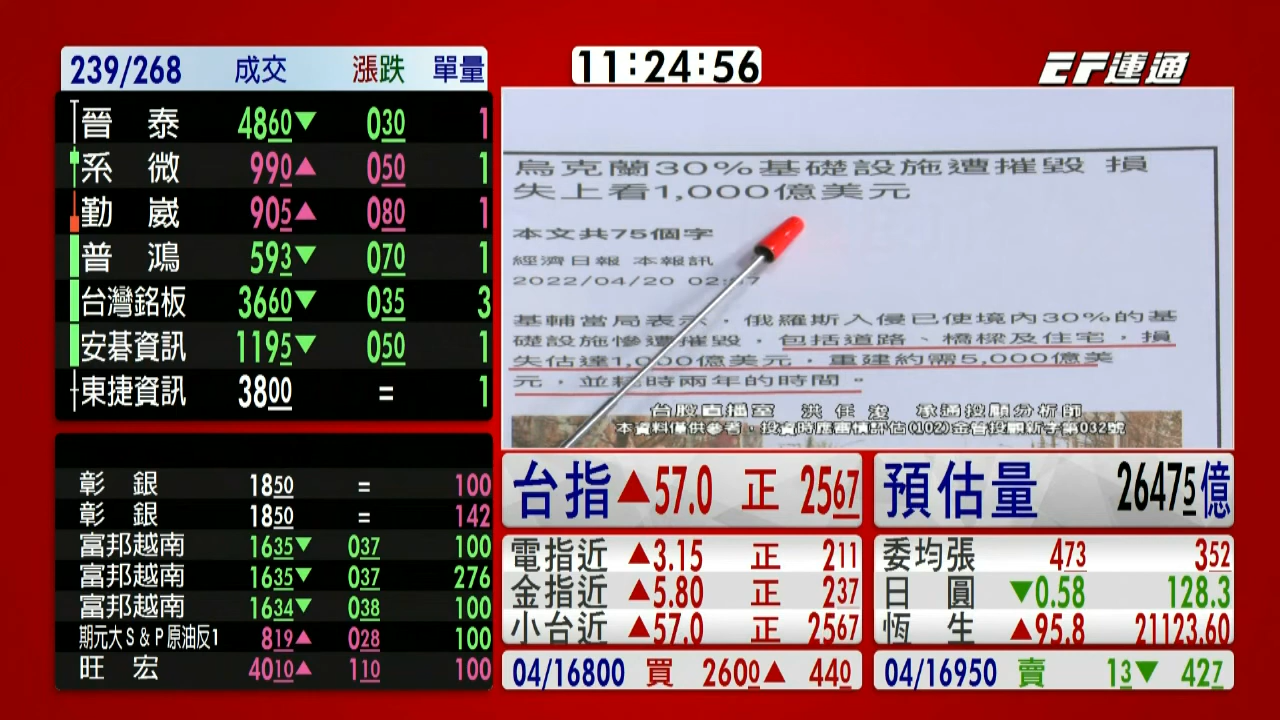 239/268 成交 漲跌 單量
晉泰 4860▼ 030 1
系微 990▲ 050 1
勤崴 905▲ 080 1
普鴻 593▼ 070 1
台灣銘板 3660▼ 035 3
安碁資訊 1195▼ 050 1
東捷資訊 3800 = 1
彰銀 1850 = 100
彰銀 1850 = 142
富邦越南 1635▼ 037 100
富邦越南 1635▼ 037 276
富邦越南 1634▼ 038 100
期元大S&P原油反1 819▲ 028 100
旺宏 4010▲ 110 100
11:24:56
EF運通
烏克蘭30%基礎設施遭摧毀 損
失上看1,000億美元
本文共75個字
經濟日報 本報訊
2022/04/20 02:
基輔當局表示，俄羅斯入侵已使境內30%的基
礎設施慘遭摧毀，包括道路、橋樑及住宅，損
失估達1,000億美元，重建約需5,000億美
元，並耗時兩年的時間。
台股直播室 洪任浚 承通投顧分析師
本資料僅供參考，投資時應審慎評估(102)金管投顧新字第032號
台指▲57.0 正 2567
預估量 26475億
電指近 ▲3.15 正 211
金指近 ▲5.80 正 237
小台近 ▲57.0 正 2567
委均張 473 352
日圓 ▼0.58 128.3
恆生 ▲95.8 21123.60
04/16800 買 2600▲ 440
04/16950 賣 13▼ 427